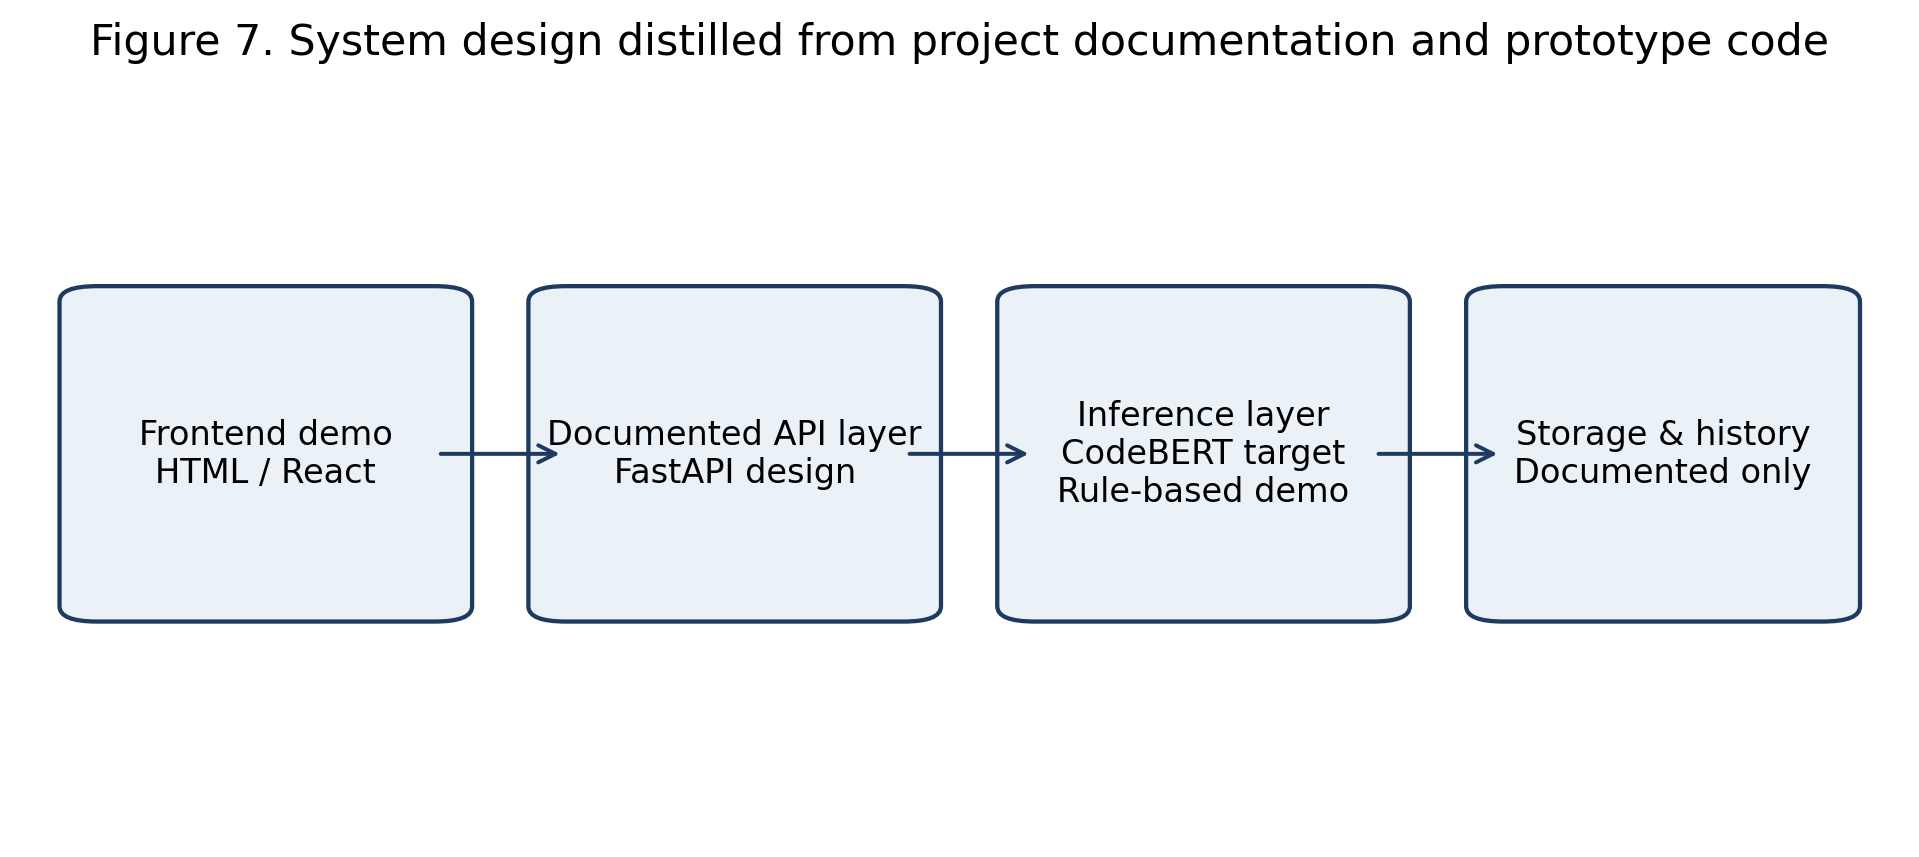 Figure 7. System design distilled from project documentation and prototype code
Frontend demo
HTML / React
Documented API layer
FastAPI design
Inference layer
CodeBERT target
Rule-based demo
Storage & history
Documented only